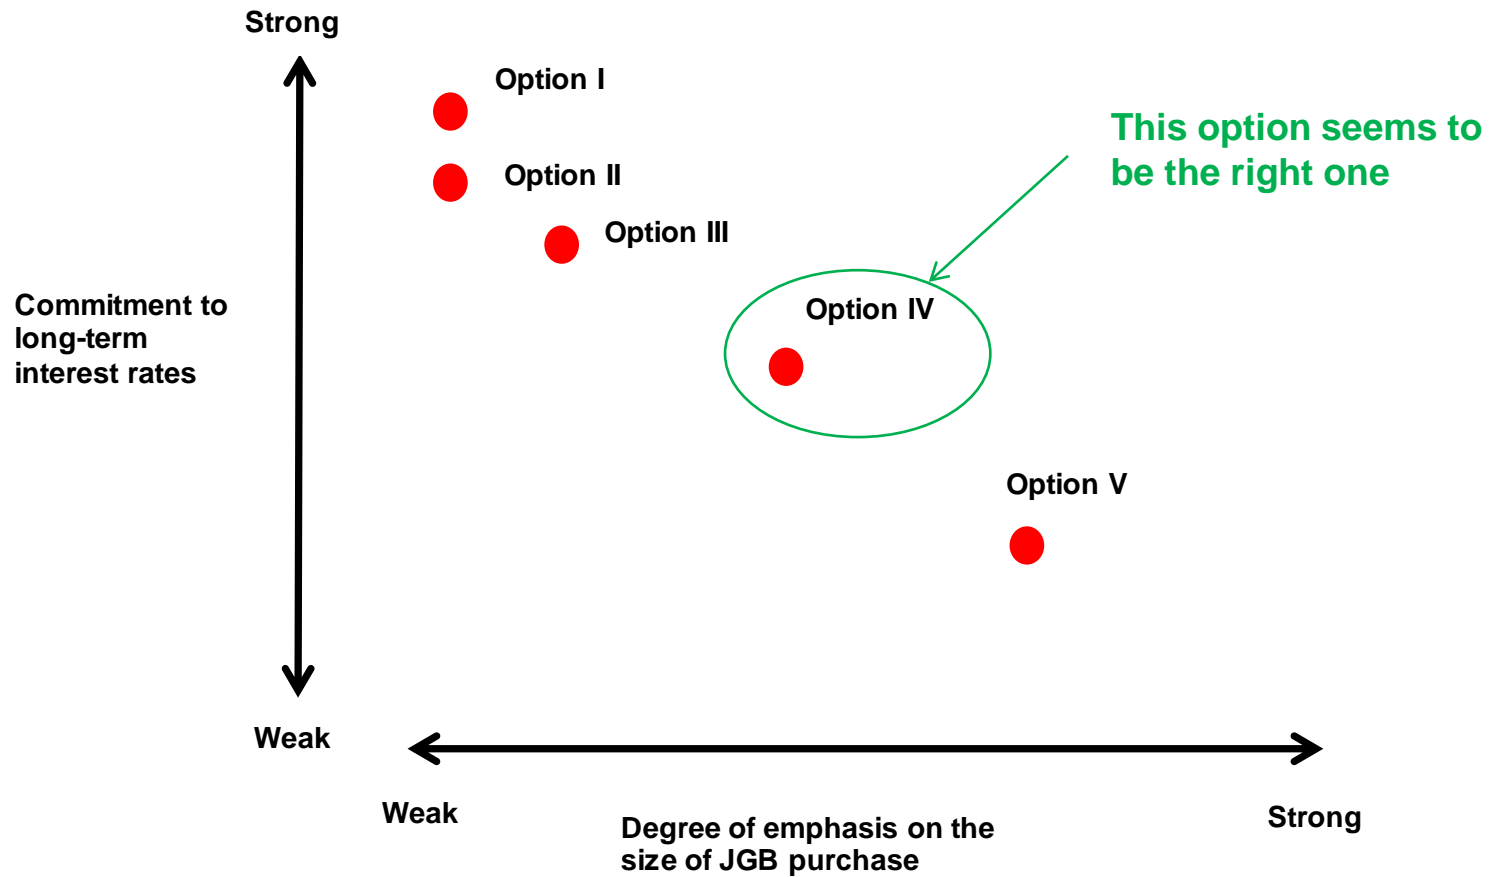 Strong
Option I
This option seems to
be the right one
Option II
Option III
Commitment to
long-term
interest rates
Option IV
Option V
Weak
Weak
Degree of emphasis on the
size of JGB purchase
Strong